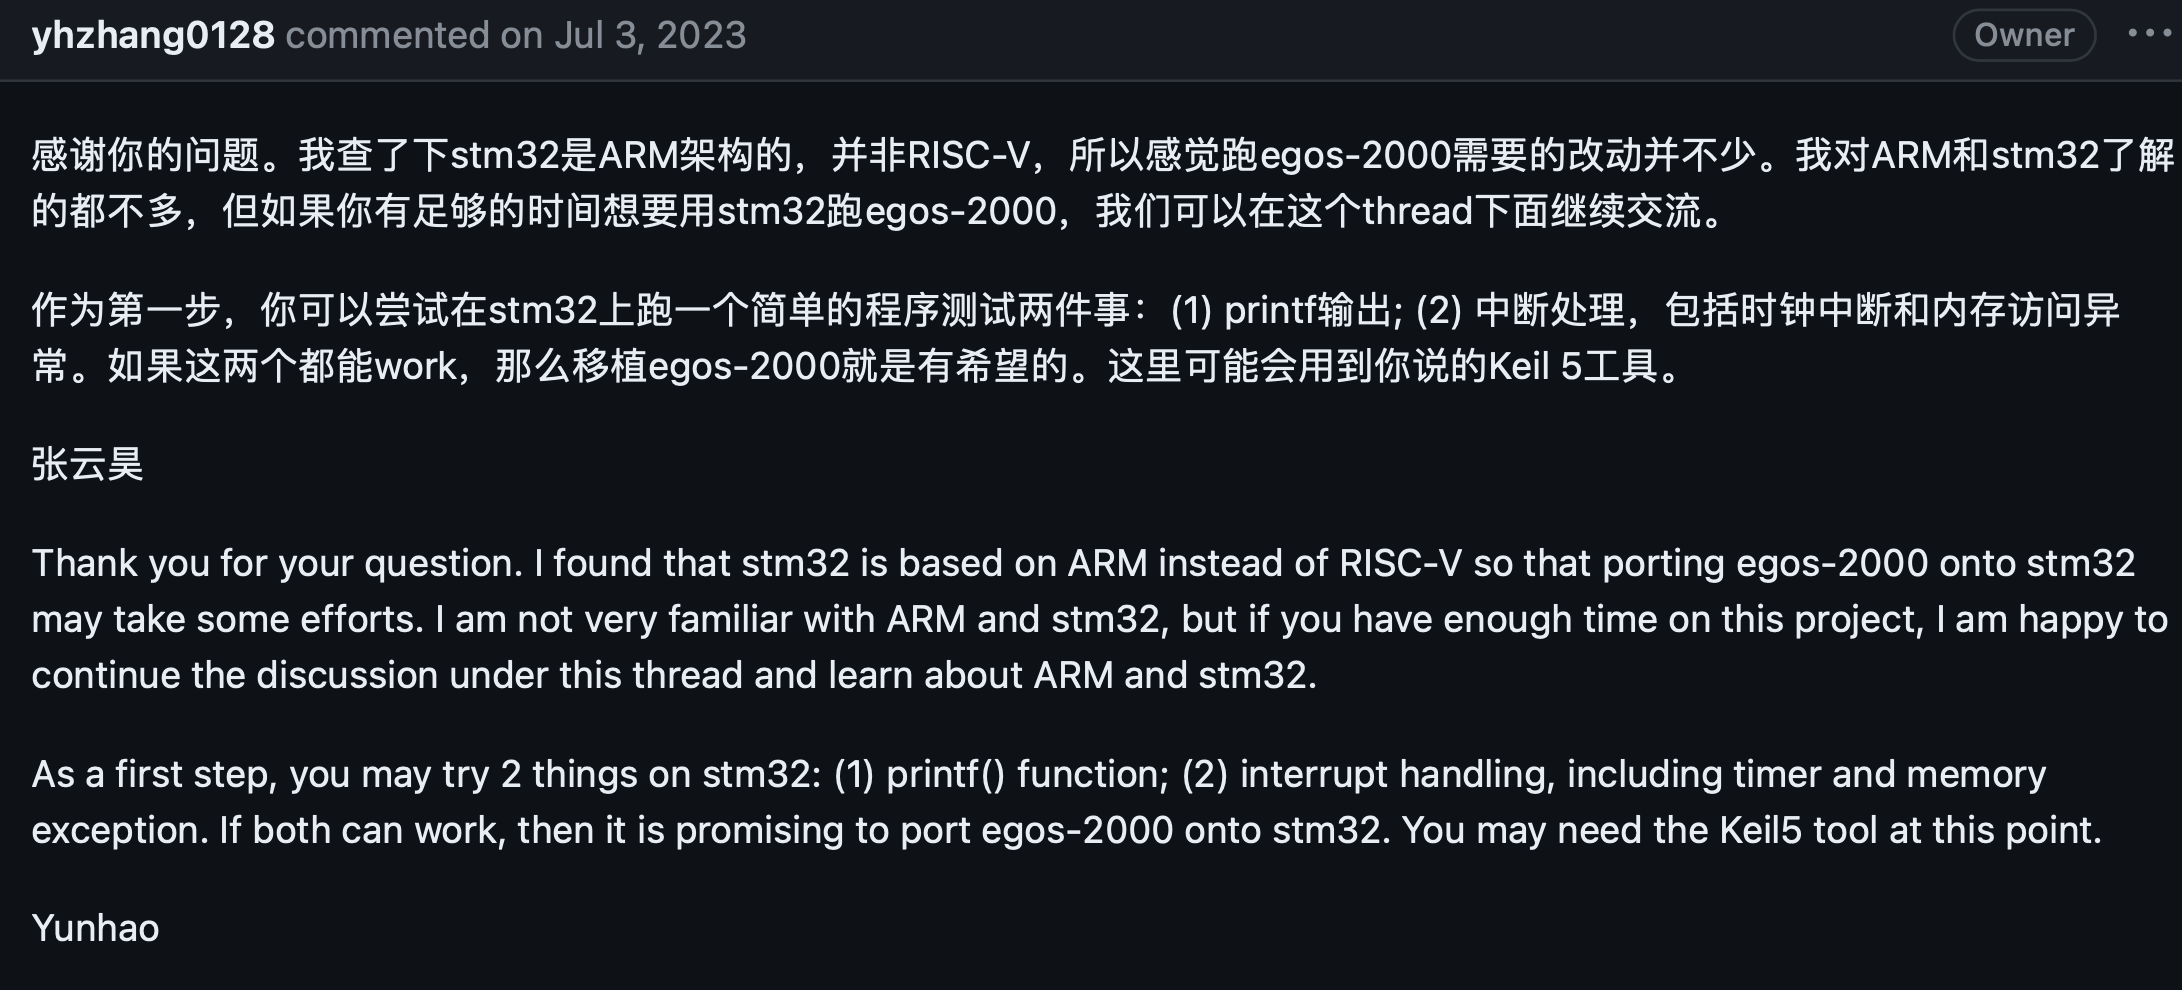 yhzhang0128 commented on Jul 3, 2023 Owner ...
感谢你的问题。我查了下stm32是ARM架构的，并非RISC-V，所以感觉跑egos-2000需要的改动并不少。我对ARM和stm32了解
的都不多，但如果你有足够的时间想要用stm32跑egos-2000，我们可以在这个thread下面继续交流。
作为第一步，你可以尝试在stm32上跑一个简单的程序测试两件事：(1) printf输出; (2) 中断处理，包括时钟中断和内存访问异
常。如果这两个都能work，那么移植egos-2000就是有希望的。这里可能会用到你说的Keil 5工具。
张云昊
Thank you for your question. I found that stm32 is based on ARM instead of RISC-V so that porting egos-2000 onto stm32
may take some efforts. I am not very familiar with ARM and stm32, but if you have enough time on this project, I am happy to
continue the discussion under this thread and learn about ARM and stm32.
As a first step, you may try 2 things on stm32: (1) printf() function; (2) interrupt handling, including timer and memory
exception. If both can work, then it is promising to port egos-2000 onto stm32. You may need the Keil5 tool at this point.
Yunhao